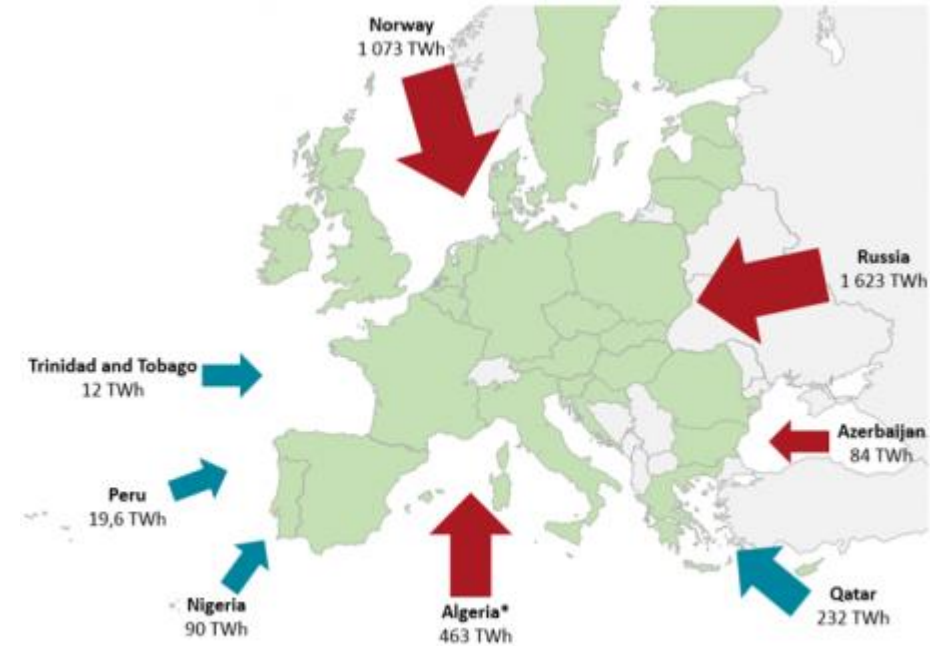 Norway
1 073 TWh
Russia
1 623 TWh
Trinidad and Tobago
12 TWh
Azerbaijan
84 TWh
Peru
19,6 TWh
Nigeria
90 TWh
Algeria*
463 TWh
Qatar
232 TWh